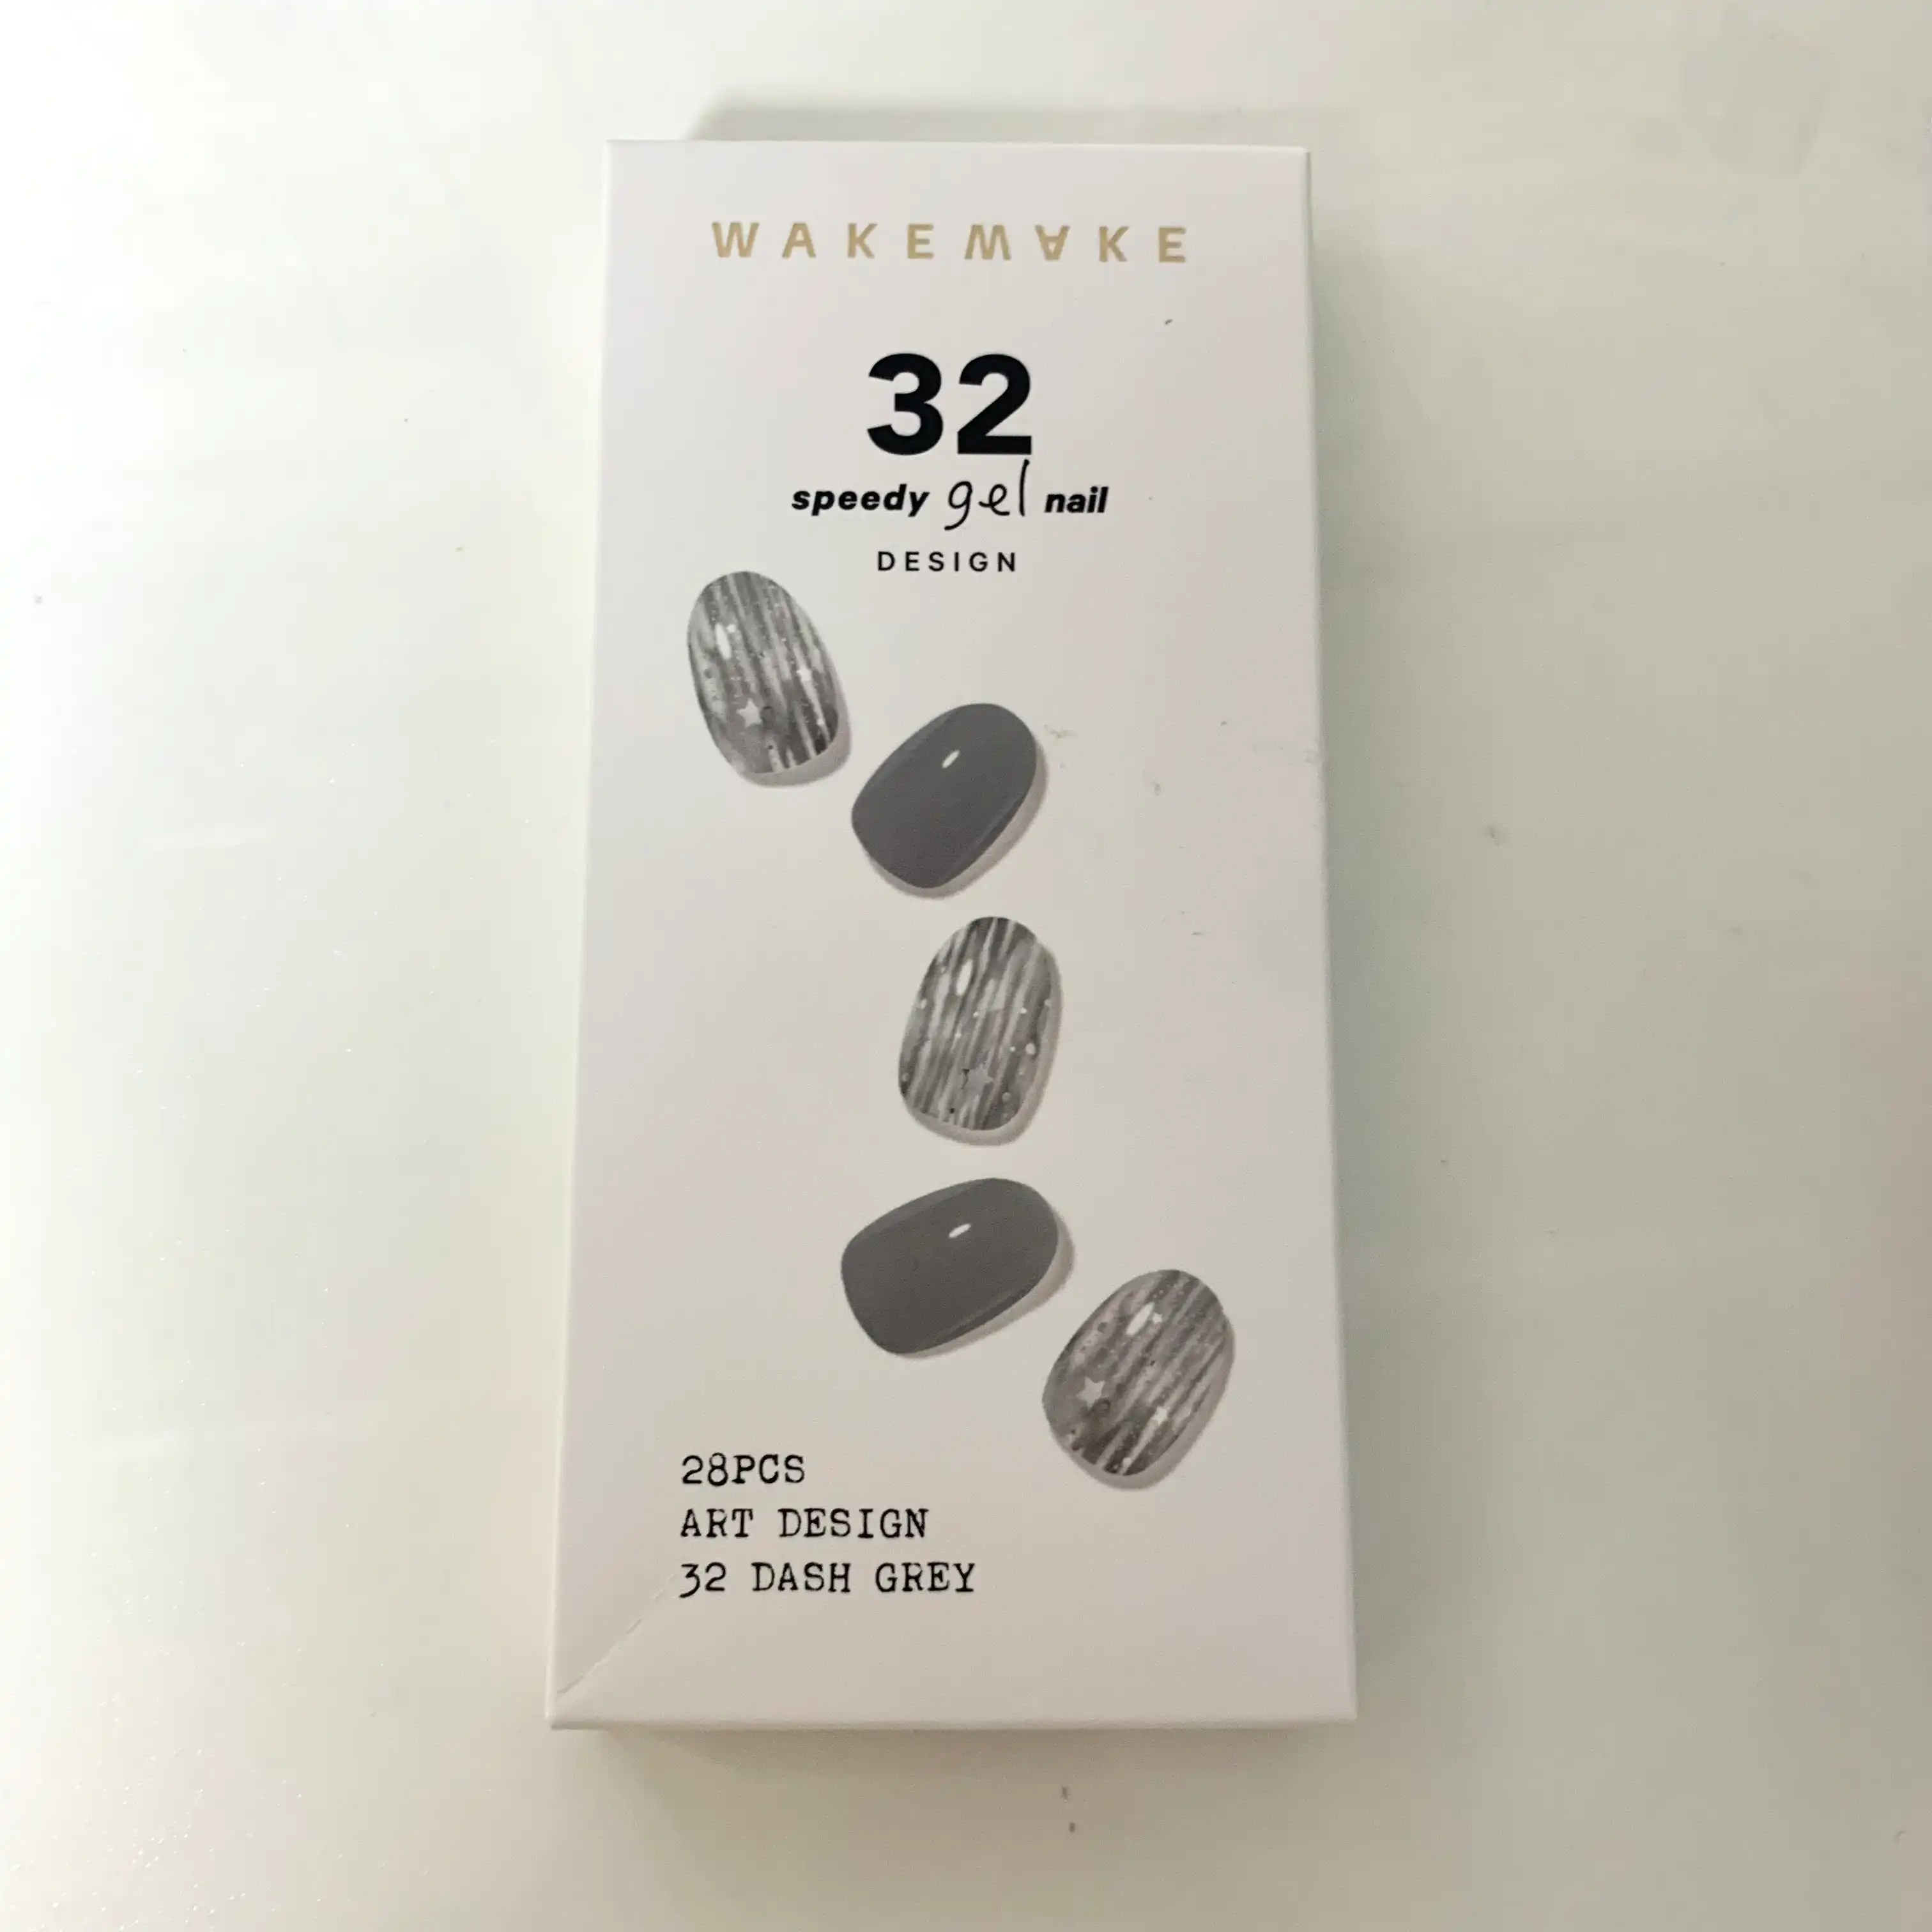 WAKEMAKE
32
speedy gel nail
DESIGN
28PCS
ART DESIGN
32 DASH GREY